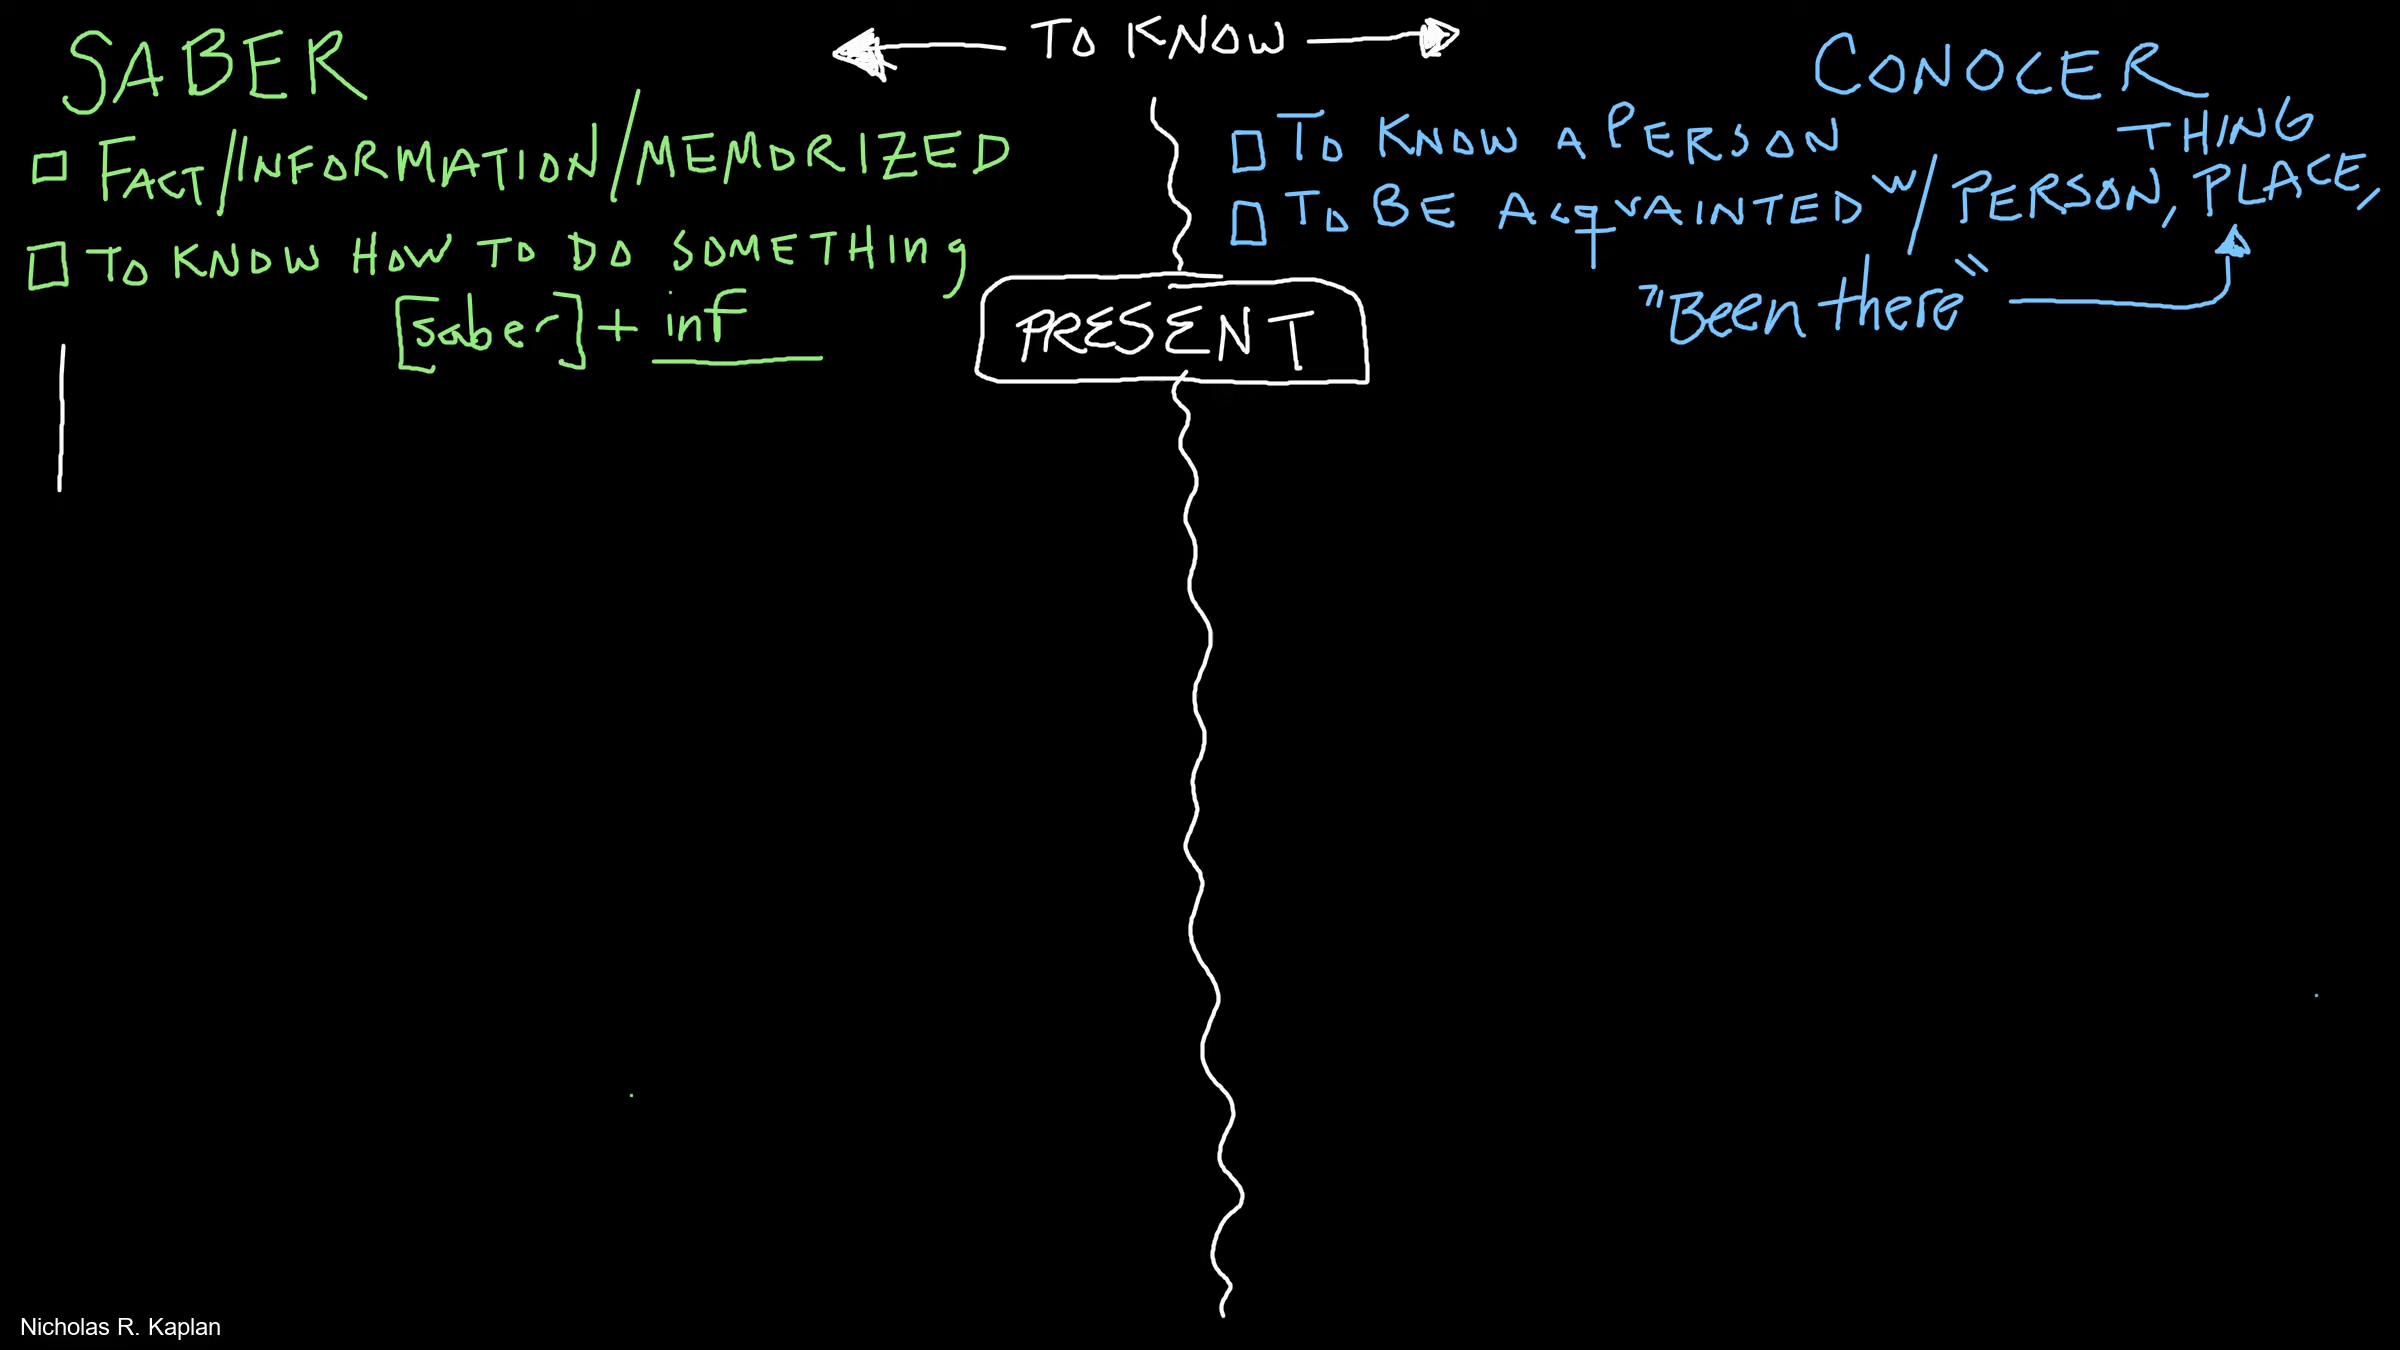 TO KNOW
SABER
FACT/INFORMATION/MEMORIZED
TO KNOW HOW TO DO SOMETHING
[saber] + inf
PRESENT
CONOCER
TO KNOW A PERSON
TO BE ACQUAINTED W/ PERSON, PLACE, THING
"Been there"
Nicholas R. Kaplan